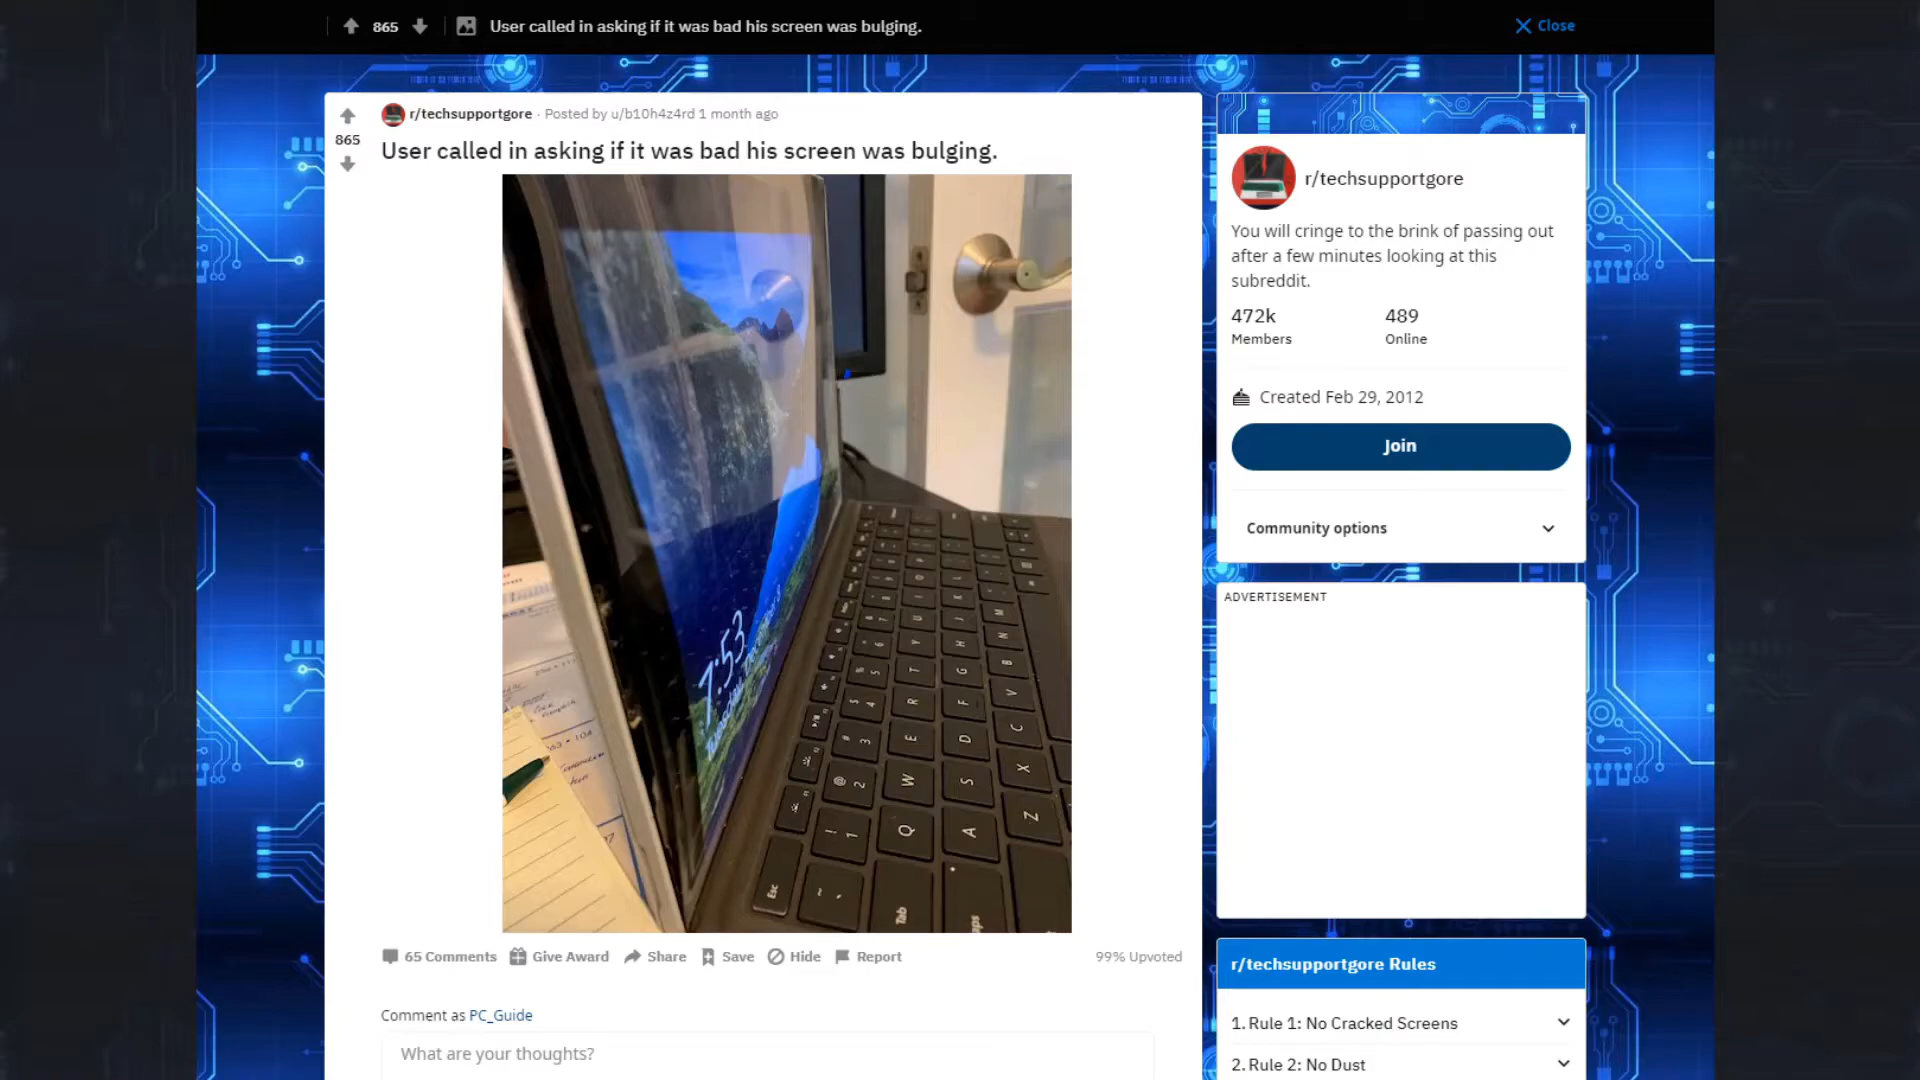 865
User called in asking if it was bad his screen was bulging.
Close
r/techsupportgore · Posted by u/b10h4z4rd 1 month ago
865
User called in asking if it was bad his screen was bulging.
7:53
Tuesday,
Esc
Tab
Q
W
E
R
T
Y
U
I
O
P
A
S
D
F
G
H
J
K
L
Z
X
C
V
B
N
M
65 Comments
Give Award
Share
Save
Hide
Report
99% Upvoted
Comment as PC_Guide
What are your thoughts?
r/techsupportgore
You will cringe to the brink of passing out
after a few minutes looking at this
subreddit.
472k
489
Members
Online
Created Feb 29, 2012
Join
Community options
ADVERTISEMENT
r/techsupportgore Rules
1. Rule 1: No Cracked Screens
2. Rule 2: No Dust